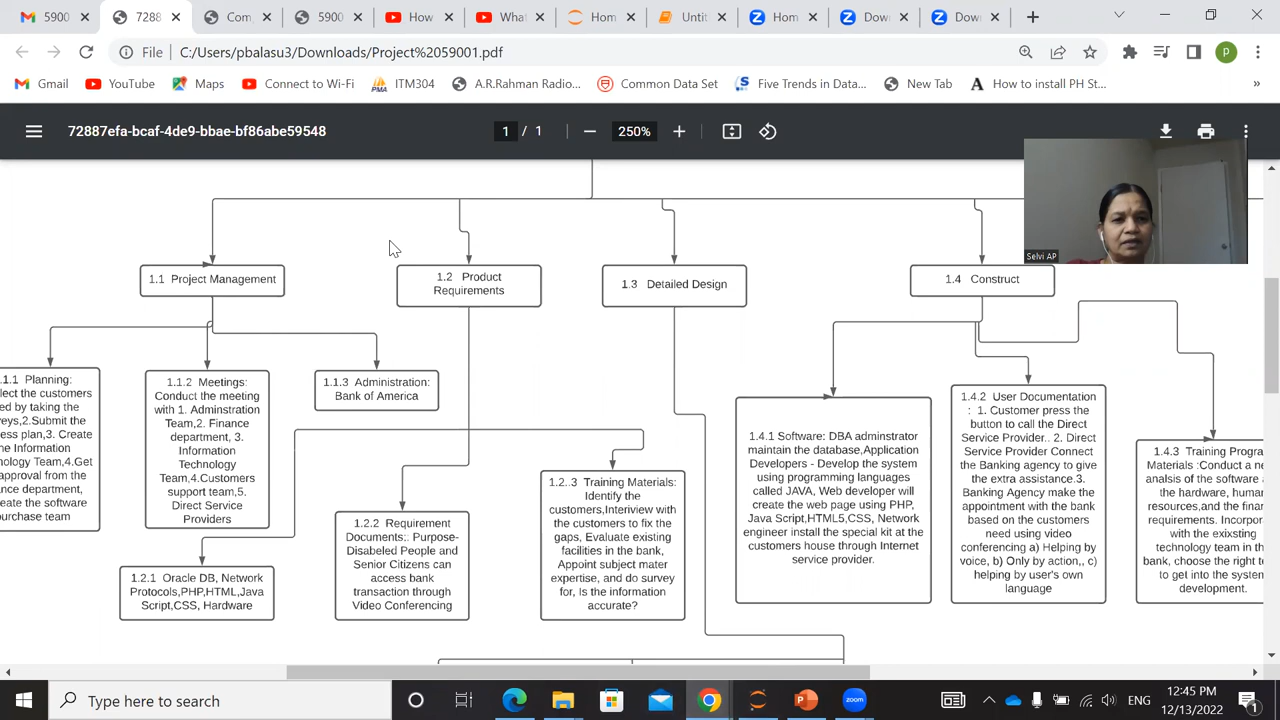 5900
7288
Com
5900
How
What
Hom
Untit
Hom
Dow
Dow
File
C:/Users/pbalasu3/Downloads/Project%2059001.pdf
p
Gmail
YouTube
Maps
Connect to Wi-Fi
ITM304
A.R.Rahman Radio...
Common Data Set
Five Trends in Data...
New Tab
How to install PH St...
»
72887efa-bcaf-4de9-bbae-bf86abe59548
1 / 1
250%
Selvi AP
1.1 Project Management
1.2 Product
Requirements
1.3 Detailed Design
1.4 Construct
.1.1 Planning:
lect the customers
ed by taking the
veys,2.Submit the
ess plan,3. Create
he Information
nology Team,4.Get
approval from the
ance department,
reate the software
urchase team
1.1.2 Meetings:
Conduct the meeting
with 1. Adminstration
Team,2. Finance
department, 3.
Information
Technology
Team,4.Customers
support team,5.
Direct Service
Providers
1.1.3 Administration:
Bank of America
1.2.1 Oracle DB, Network
Protocols,PHP,HTML,Java
Script,CSS, Hardware
1.2.2 Requirement
Documents:. Purpose-
Disabeled People and
Senior Citizens can
access bank
transaction through
Video Conferencing
1.2..3 Training Materials:
Identify the
customers,Interiview with
the customers to fix the
gaps, Evaluate existing
facilities in the bank,
Appoint subject mater
expertise, and do survey
for, Is the information
accurate?
1.4.1 Software: DBA adminstrator
maintain the database,Application
Developers - Develop the system
using programming languages
called JAVA, Web developer will
create the web page using PHP,
Java Script,HTML5,CSS, Network
engineer install the special kit at the
customers house through Internet
service provider.
1.4.2 User Documentation
: 1. Customer press the
button to call the Direct
Service Provider.. 2. Direct
Service Provider Connect
the Banking agency to give
the extra assistance.3.
Banking Agency make the
appointment with the bank
based on the customers
need using video
conferencing a) Helping by
voice, b) Only by action,, c)
helping by user's own
language
1.4.3 Training Progra
Materials :Conduct a ne
analsis of the software a
the hardware, human
resources,and the finan
requirements. Incorpor
with the exixsting
technology team in th
bank, choose the right t
to get into the system
development.
Type here to search
zoom
ENG
12:45 PM
12/13/2022
1